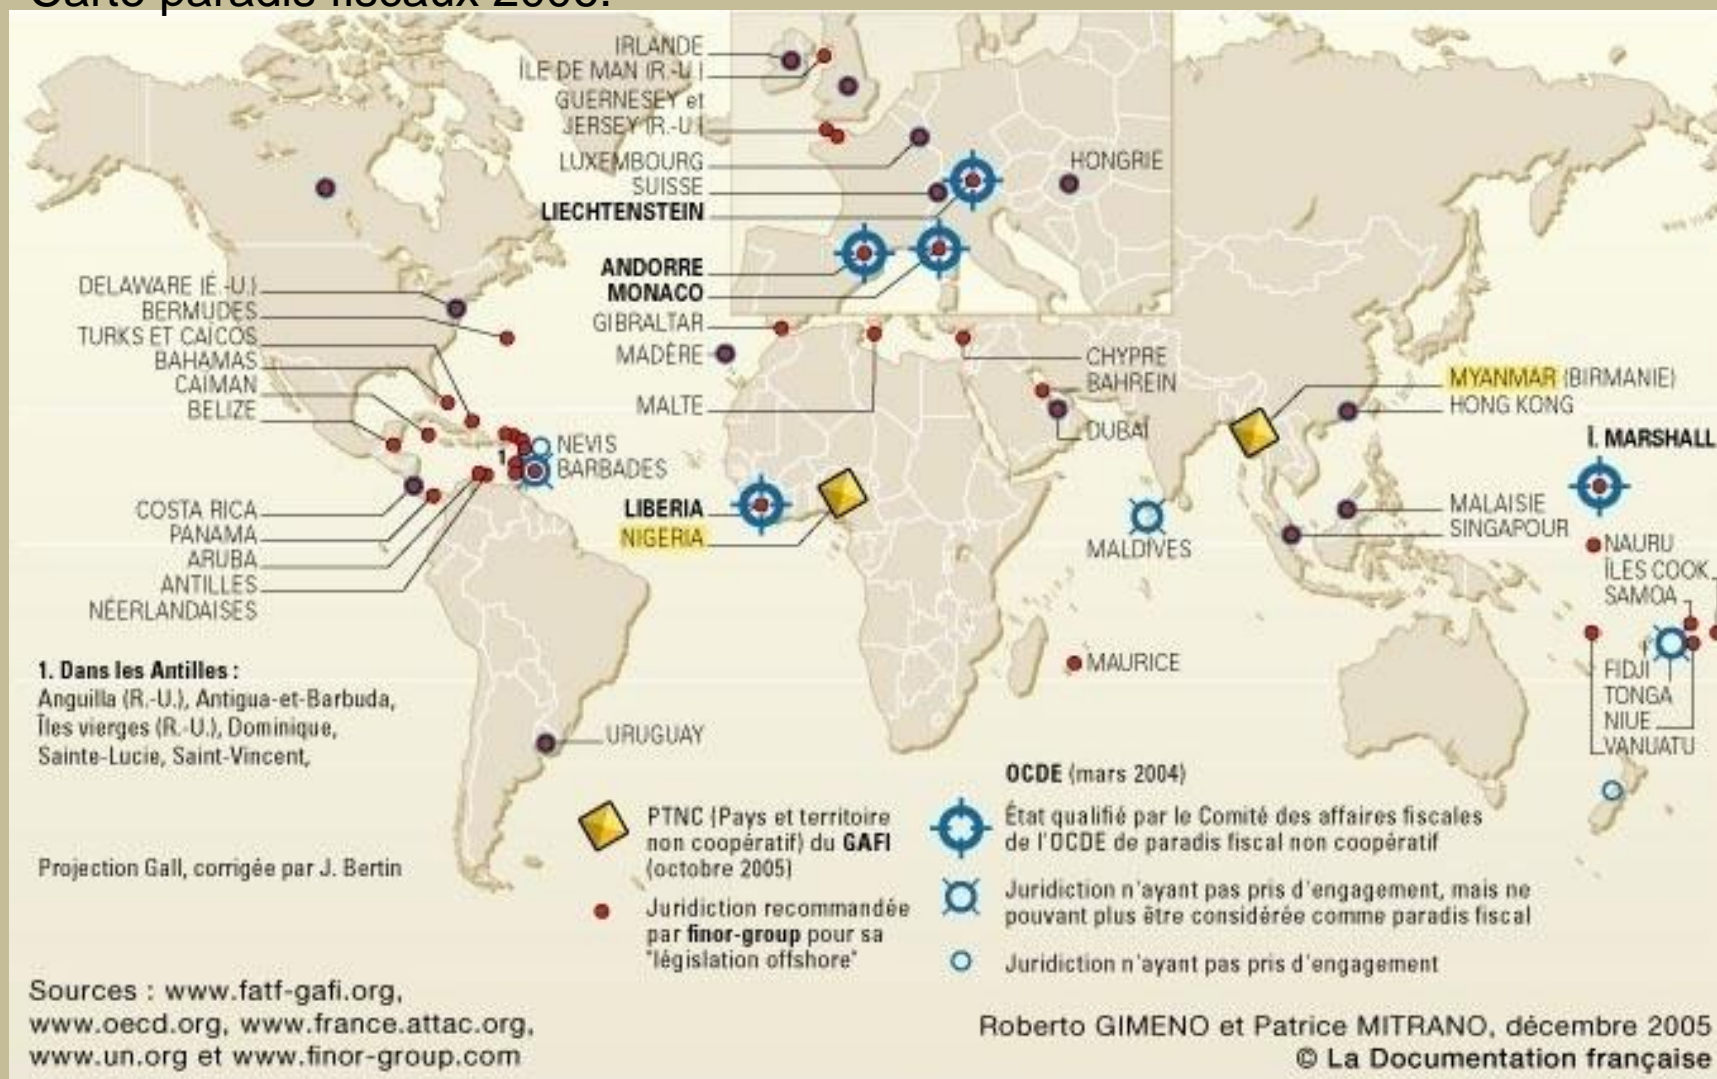 Carte paradis fiscaux 2006.
IRLANDE
ÎLE DE MAN (R.-U.)
GUERNESEY et
JERSEY (R.-U.)
LUXEMBOURG
SUISSE
LIECHTENSTEIN
HONGRIE
ANDORRE
MONACO
GIBRALTAR
MADÈRE
MALTE
DELAWARE (É.-U.)
BERMUDES
TURKS ET CAÏCOS
BAHAMAS
CAIMAN
BELIZE
NEVIS
BARBADES
1
COSTA RICA
PANAMA
ARUBA
ANTILLES
NÉERLANDAISES
LIBERIA
NIGERIA
CHYPRE
BAHREIN
DUBAÏ
MYANMAR (BIRMANIE)
HONG KONG
Î. MARSHALL
MALAISIE
SINGAPOUR
MALDIVES
NAURU
ÎLES COOK
SAMOA
FIDJI
TONGA
NIUE
VANUATU
MAURICE
URUGUAY
1. Dans les Antilles :
Anguilla (R.-U.), Antigua-et-Barbuda,
Îles vierges (R.-U.), Dominique,
Sainte-Lucie, Saint-Vincent,
Projection Gall, corrigée par J. Bertin
PTNC (Pays et territoire
non coopératif) du GAFI
(octobre 2005)
Juridiction recommandée
par finor-group pour sa
"législation offshore"
OCDE (mars 2004)
État qualifié par le Comité des affaires fiscales
de l'OCDE de paradis fiscal non coopératif
Juridiction n'ayant pas pris d'engagement, mais ne
pouvant plus être considérée comme paradis fiscal
Juridiction n'ayant pas pris d'engagement
Sources : www.fatf-gafi.org,
www.oecd.org, www.france.attac.org,
www.un.org et www.finor-group.com
Roberto GIMENO et Patrice MITRANO, décembre 2005
© La Documentation française